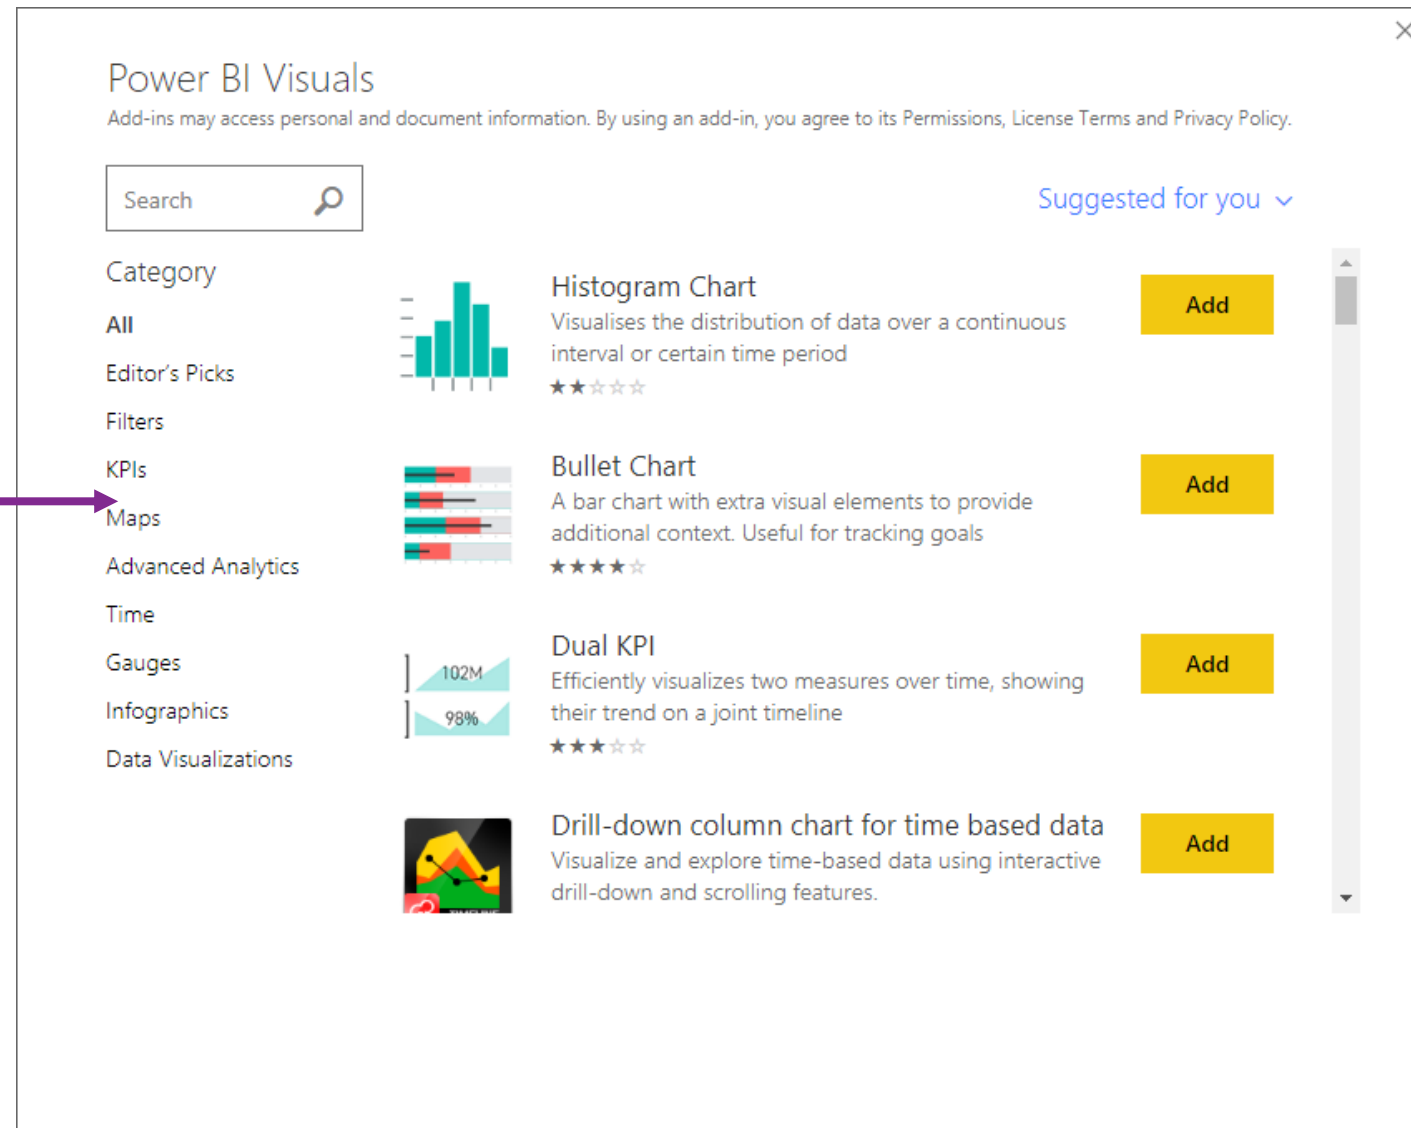 Power BI Visuals
Add-ins may access personal and document information. By using an add-in, you agree to its Permissions, License Terms and Privacy Policy.
Search
Suggested for you
Category
All
Editor's Picks
Filters
KPIs
Maps
Advanced Analytics
Time
Gauges
Infographics
Data Visualizations
Histogram Chart
Visualises the distribution of data over a continuous
interval or certain time period
Add
Bullet Chart
A bar chart with extra visual elements to provide
additional context. Useful for tracking goals
Add
102M
98%
Dual KPI
Efficiently visualizes two measures over time, showing
their trend on a joint timeline
Add
Drill-down column chart for time based data
Visualize and explore time-based data using interactive
drill-down and scrolling features.
Add